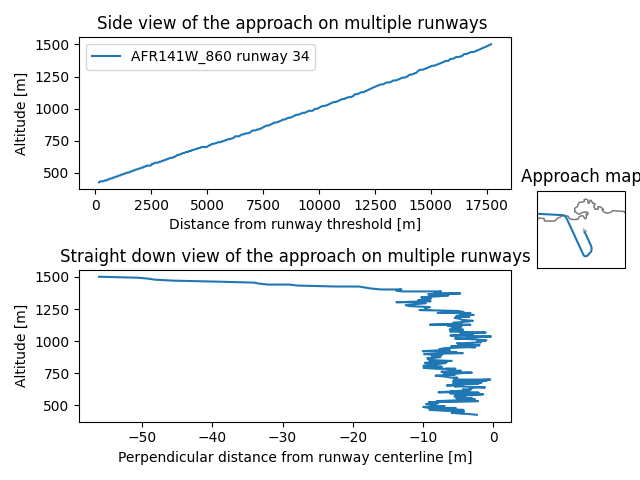 Side view of the approach on multiple runways
1500
1250
1000
750
500
Altitude [m]
AFR141W_860 runway 34
0 2500 5000 7500 10000 12500 15000 17500
Distance from runway threshold [m]
Approach map
Straight down view of the approach on multiple runways
1500
1250
1000
750
500
Altitude [m]
−50 −40 −30 −20 −10 0
Perpendicular distance from runway centerline [m]